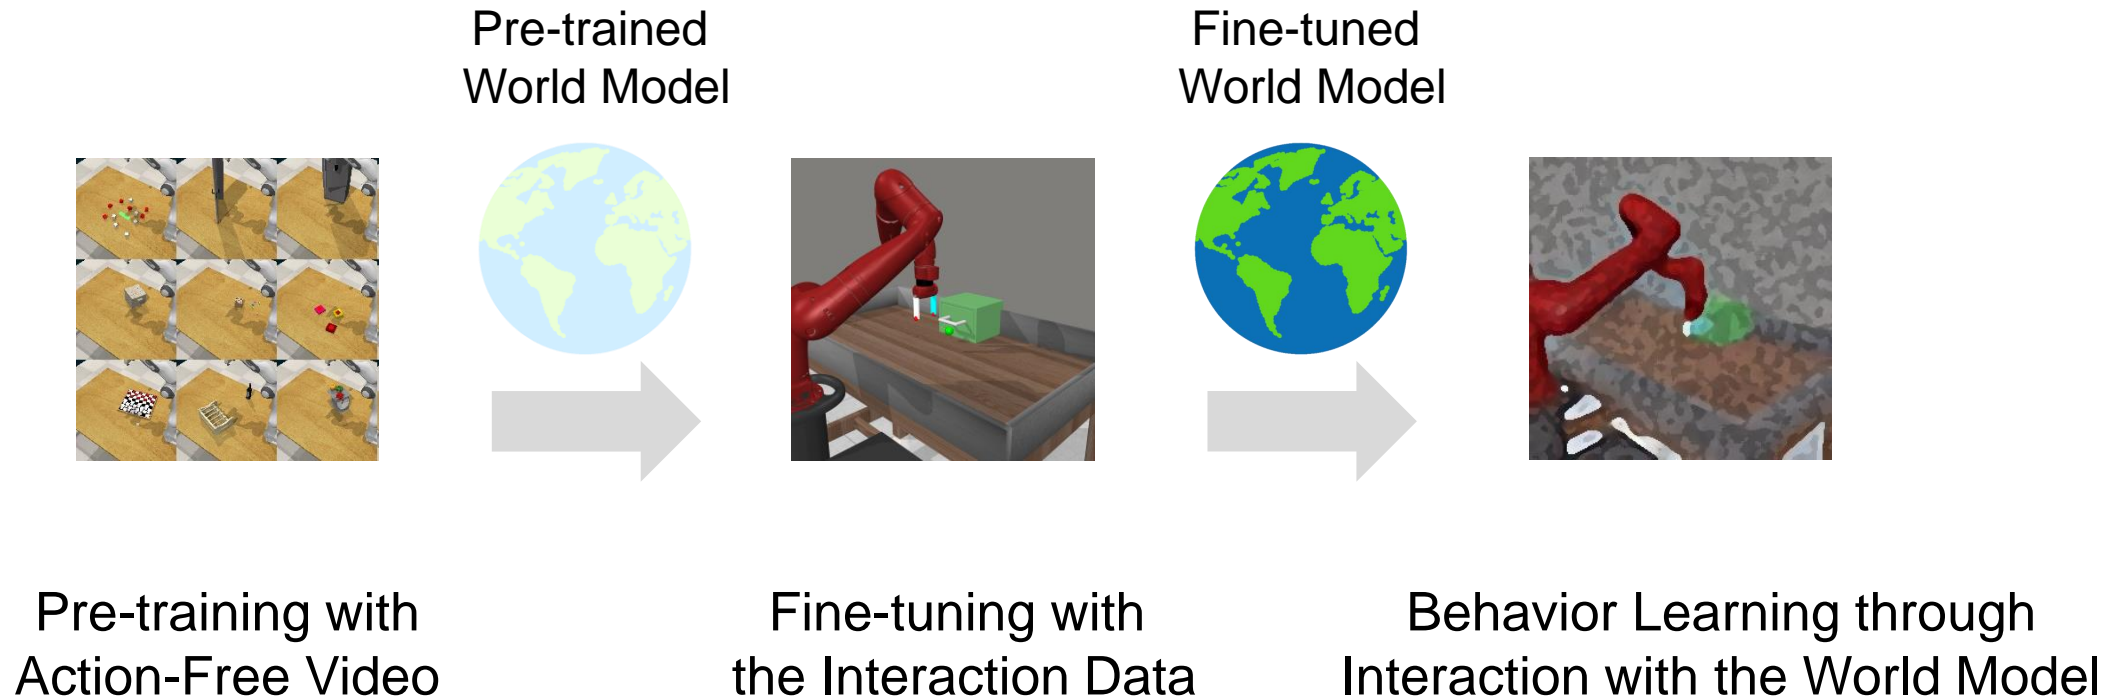 Pre-trained
World Model
Fine-tuned
World Model
Pre-training with
Action-Free Video
Fine-tuning with
the Interaction Data
Behavior Learning through
Interaction with the World Model